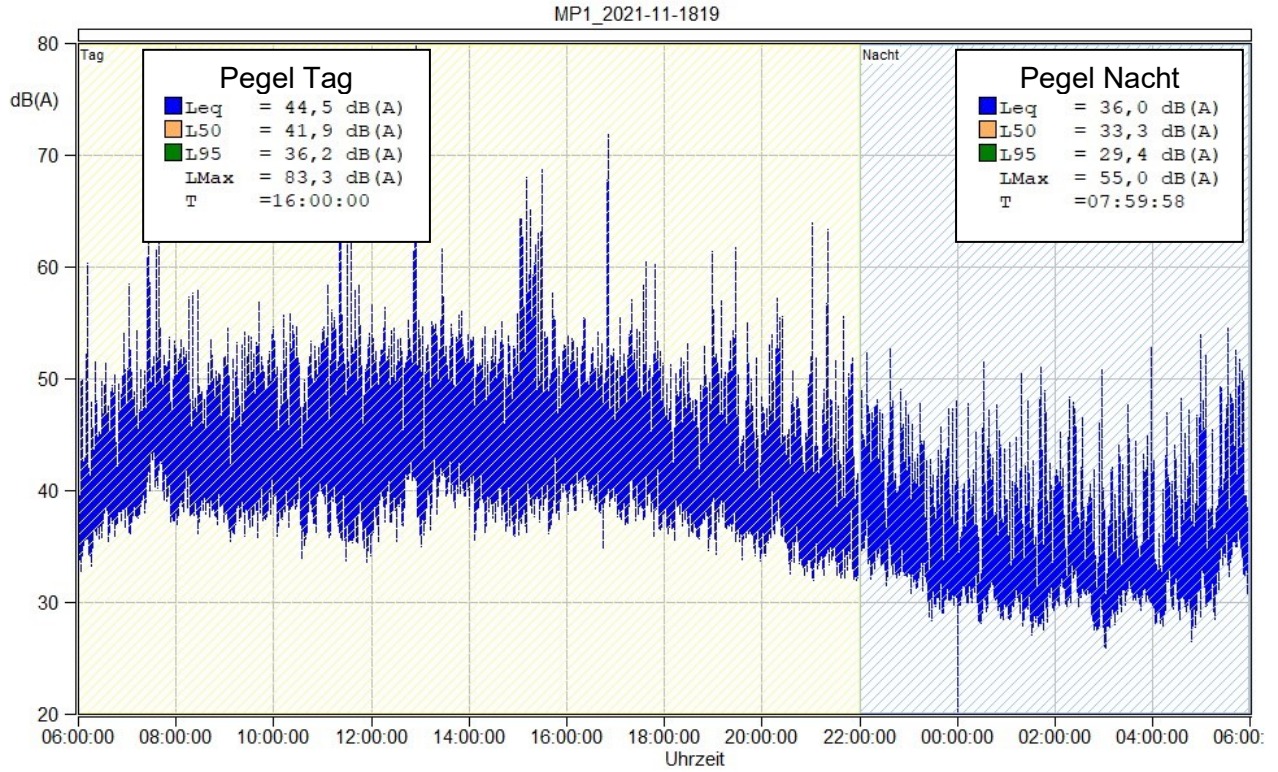 MP1_2021-11-1819
80
Tag
Nacht
Pegel Tag
Leq = 44,5 dB(A)
L50 = 41,9 dB(A)
L95 = 36,2 dB(A)
LMax = 83,3 dB(A)
T =16:00:00
Pegel Nacht
Leq = 36,0 dB(A)
L50 = 33,3 dB(A)
L95 = 29,4 dB(A)
LMax = 55,0 dB(A)
T =07:59:58
dB(A)
70
60
50
40
30
20
06:00:00 08:00:00 10:00:00 12:00:00 14:00:00 16:00:00 18:00:00 20:00:00 22:00:00 00:00:00 02:00:00 04:00:00 06:00:
Uhrzeit